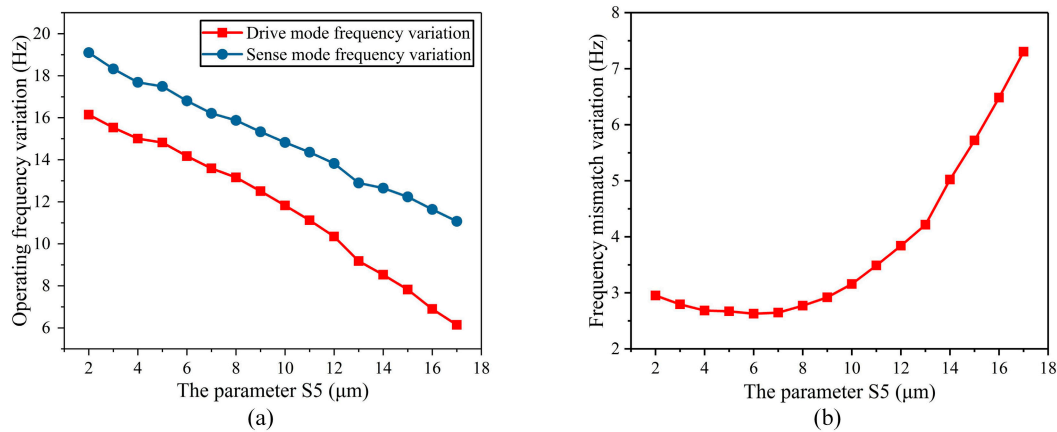 Operating frequency variation (Hz)
20
18
16
14
12
10
8
6
Drive mode frequency variation
Sense mode frequency variation
2 4 6 8 10 12 14 16 18
The parameter S5 (μm)
(a)
Frequency mismatch variation (Hz)
8
7
6
5
4
3
2
2 4 6 8 10 12 14 16 18
The parameter S5 (μm)
(b)